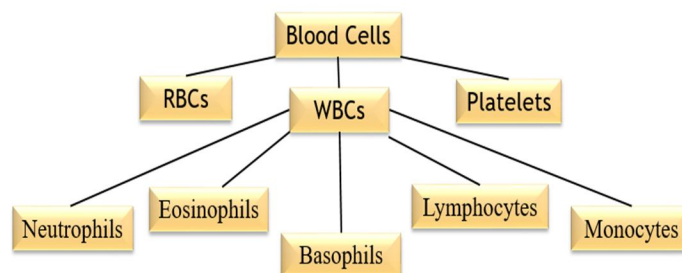 Blood Cells
RBCs
WBCs
Platelets
Neutrophils
Eosinophils
Basophils
Lymphocytes
Monocytes